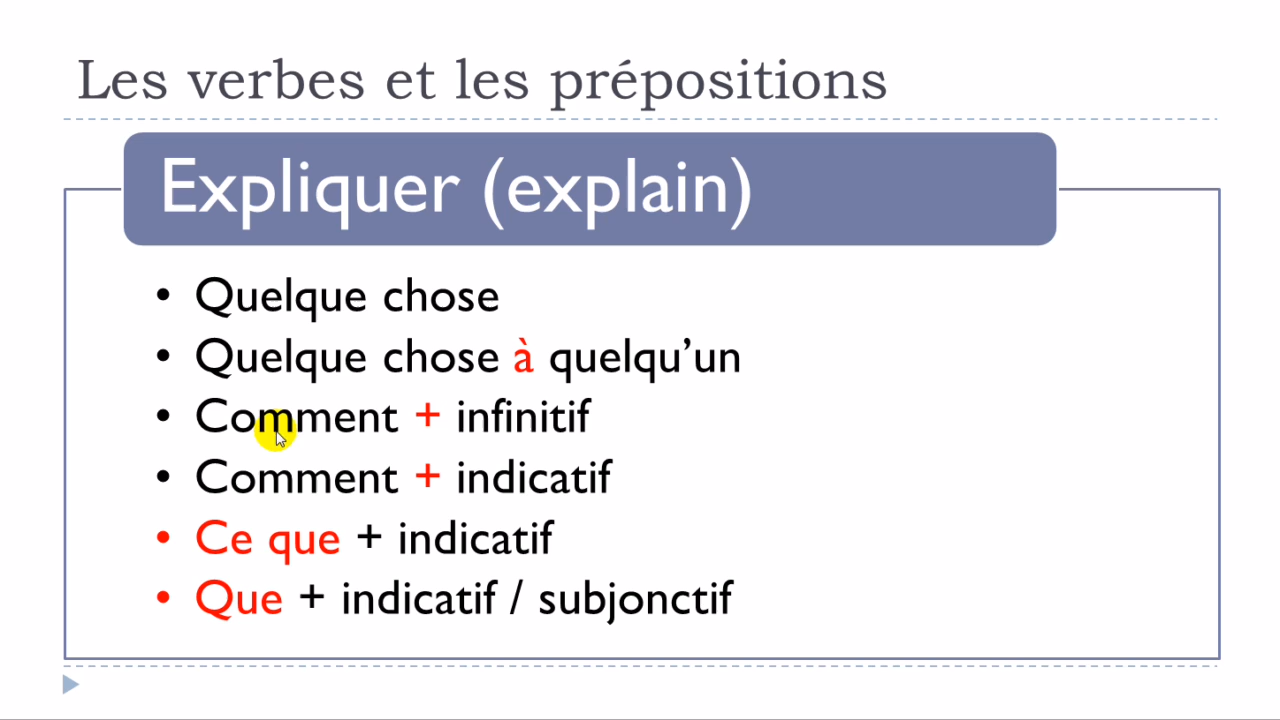 Les verbes et les prépositions
Expliquer (explain)
• Quelque chose
• Quelque chose à quelqu’un
• Comment + infinitif
• Comment + indicatif
• Ce que + indicatif
• Que + indicatif / subjonctif